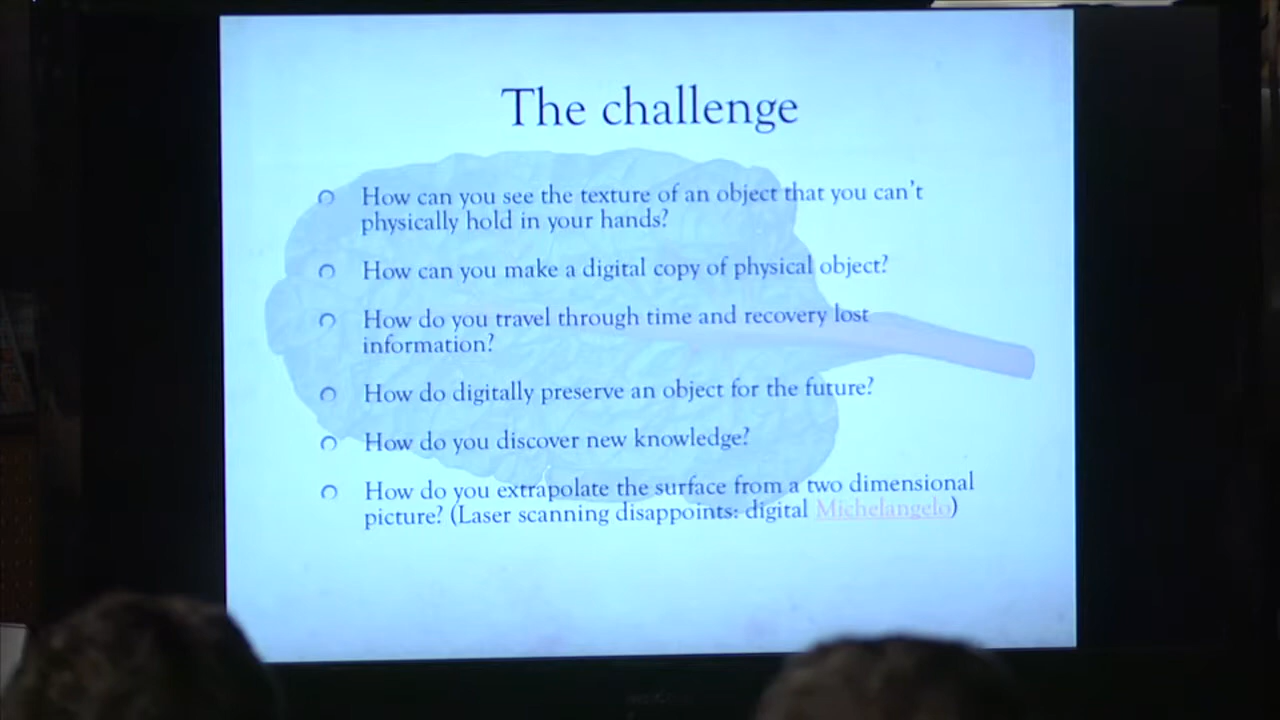 The challenge
How can you see the texture of an object that you can't
physically hold in your hands?
How can you make a digital copy of physical object?
How do you travel through time and recovery lost
information?
How do digitally preserve an object for the future?
How do you discover new knowledge?
How do you extrapolate the surface from a two dimensional
picture? (Laser scanning disappoints: digital Michelangelo)